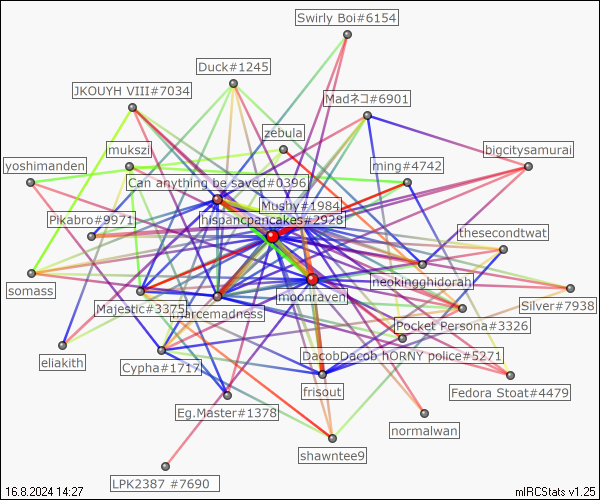 Swirly Boi#6154
Duck#1245
JKOUYH VIII#7034
Madネコ#6901
zebula
mukszi
bigcitysamurai
yoshimanden
ming#4742
Can anything be saved#0396
Mushy#1984
Pikabro#9971
hispancpancakes#2928
thesecondtwat
somass
neokingghidorah
moonraven
Silver#7938
Majestic#3375
marcemadness
Pocket Persona#3326
eliakith
DacobDacob hORNY police#5271
Cypha#1717
frisout
Fedora Stoat#4479
Eg.Master#1378
normalwan
shawntee9
LPK2387 #7690
16.8.2024 14:27
mIRCStats v1.25